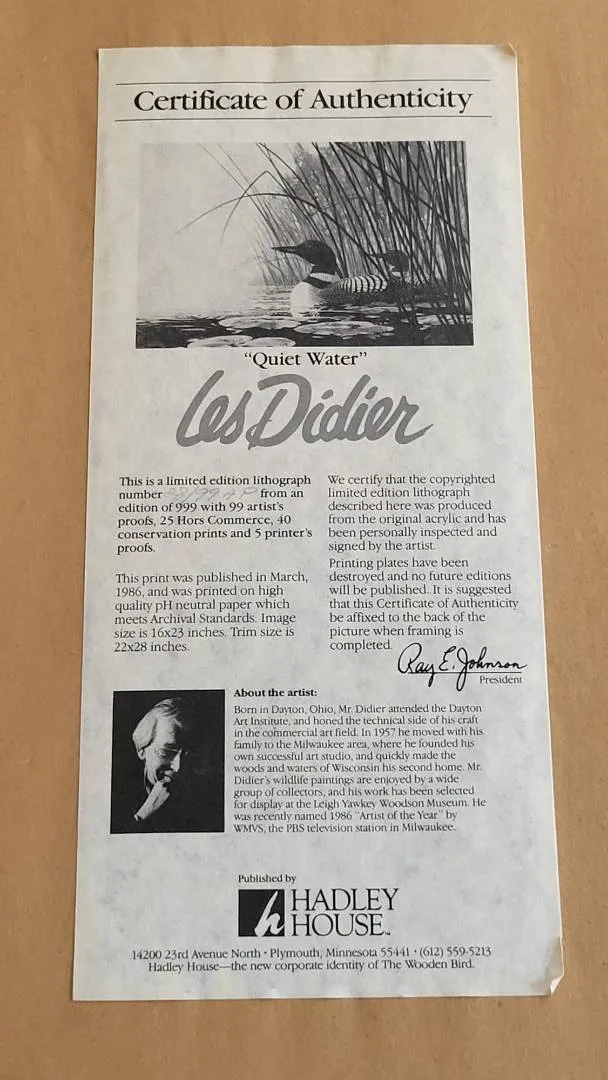 Certificate of Authenticity
"Quiet Water"
Les Didier
This is a limited edition lithograph
number /99 AP from an
edition of 999 with 99 artist's
proofs, 25 Hors Commerce, 40
conservation prints and 5 printer's
proofs.
This print was published in March,
1986, and was printed on high
quality pH neutral paper which
meets Archival Standards. Image
size is 16x23 inches. Trim size is
22x28 inches.
We certify that the copyrighted
limited edition lithograph
described here was produced
from the original acrylic and has
been personally inspected and
signed by the artist.
Printing plates have been
destroyed and no future editions
will be published. It is suggested
that this Certificate of Authenticity
be affixed to the back of the
picture when framing is
completed.
Ray E. Johnson
President
About the artist:
Born in Dayton, Ohio, Mr. Didier attended the Dayton
Art Institute, and honed the technical side of his craft
in the commercial art field. In 1957 he moved with his
family to the Milwaukee area, where he founded his
own successful art studio, and quickly made the
woods and waters of Wisconsin his second home. Mr.
Didier's wildlife paintings are enjoyed by a wide
group of collectors, and his work has been selected
for display at the Leigh Yawkey Woodson Museum. He
was recently named 1986 "Artist of the Year" by
WMVS, the PBS television station in Milwaukee.
Published by
h HADLEY
HOUSE™
14200 23rd Avenue North · Plymouth, Minnesota 55441 · (612) 559-5213
Hadley House—the new corporate identity of The Wooden Bird.